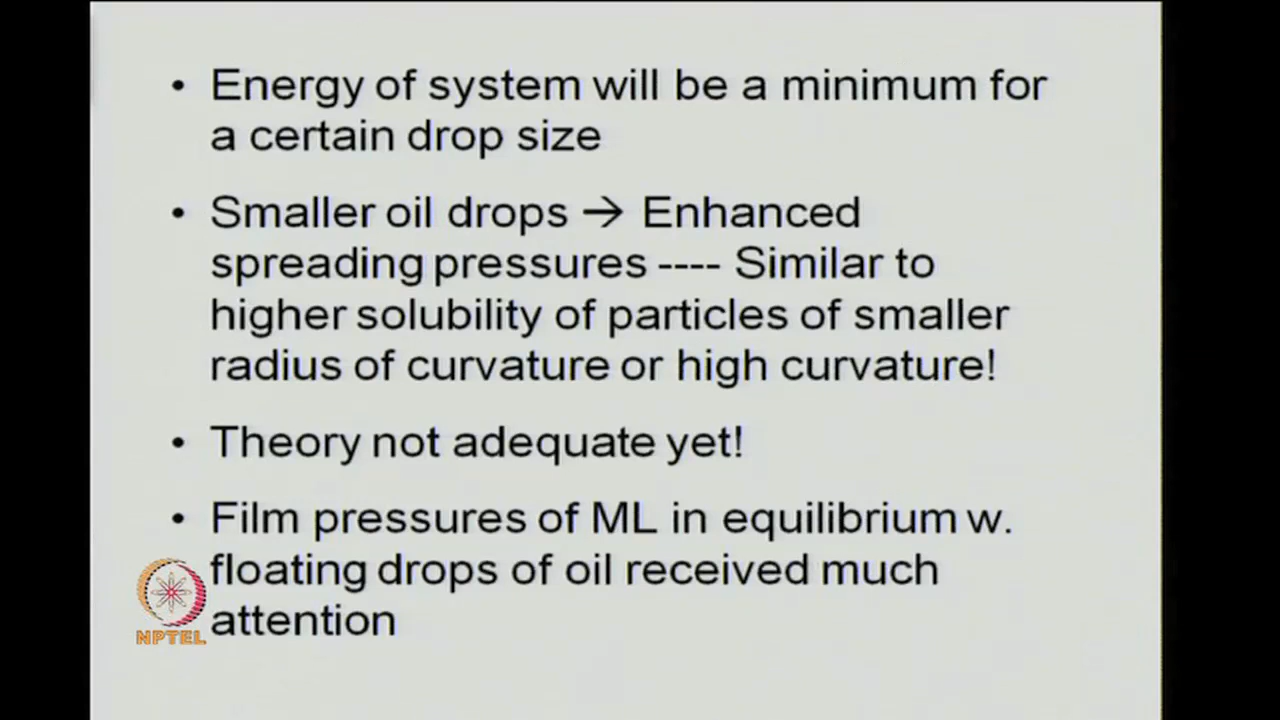 • Energy of system will be a minimum for
a certain drop size
• Smaller oil drops → Enhanced
spreading pressures ---- Similar to
higher solubility of particles of smaller
radius of curvature or high curvature!
• Theory not adequate yet!
• Film pressures of ML in equilibrium w.
floating drops of oil received much
attention
NPTEL